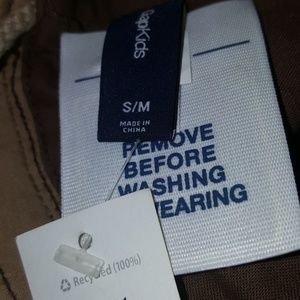 GapKids
S/M
MADE IN
CHINA
REMOVE
BEFORE
WASHING
WEARING
Recycled (100%)